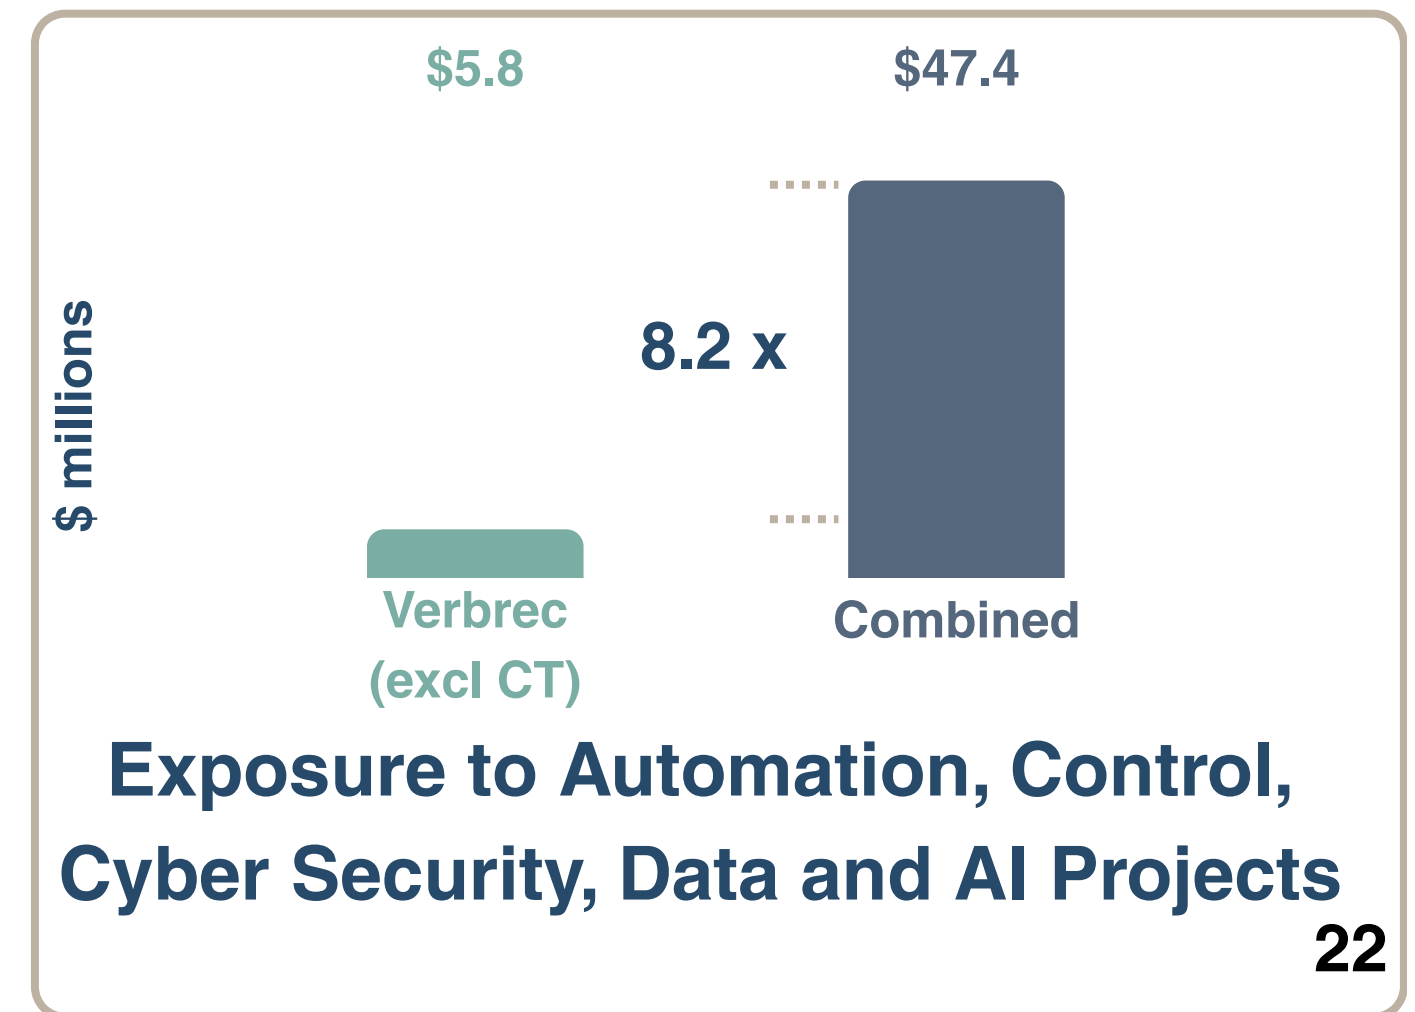 $5.8
$47.4
$ millions
8.2 x
Verbrec
(excl CT)
Combined
Exposure to Automation, Control,
Cyber Security, Data and AI Projects
22